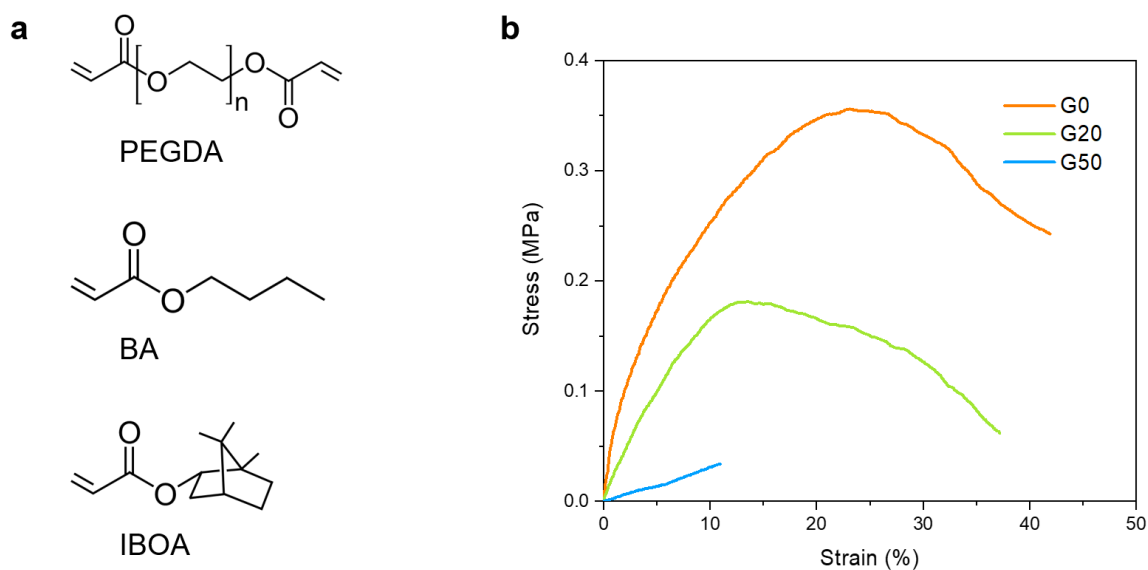 a
O
O
n
O
O
PEGDA
O
O
BA
O
O
IBOA
b
0.4
0.3
0.2
0.1
0.0
Stress (MPa)
G0
G20
G50
0
10
20
30
40
50
Strain (%)